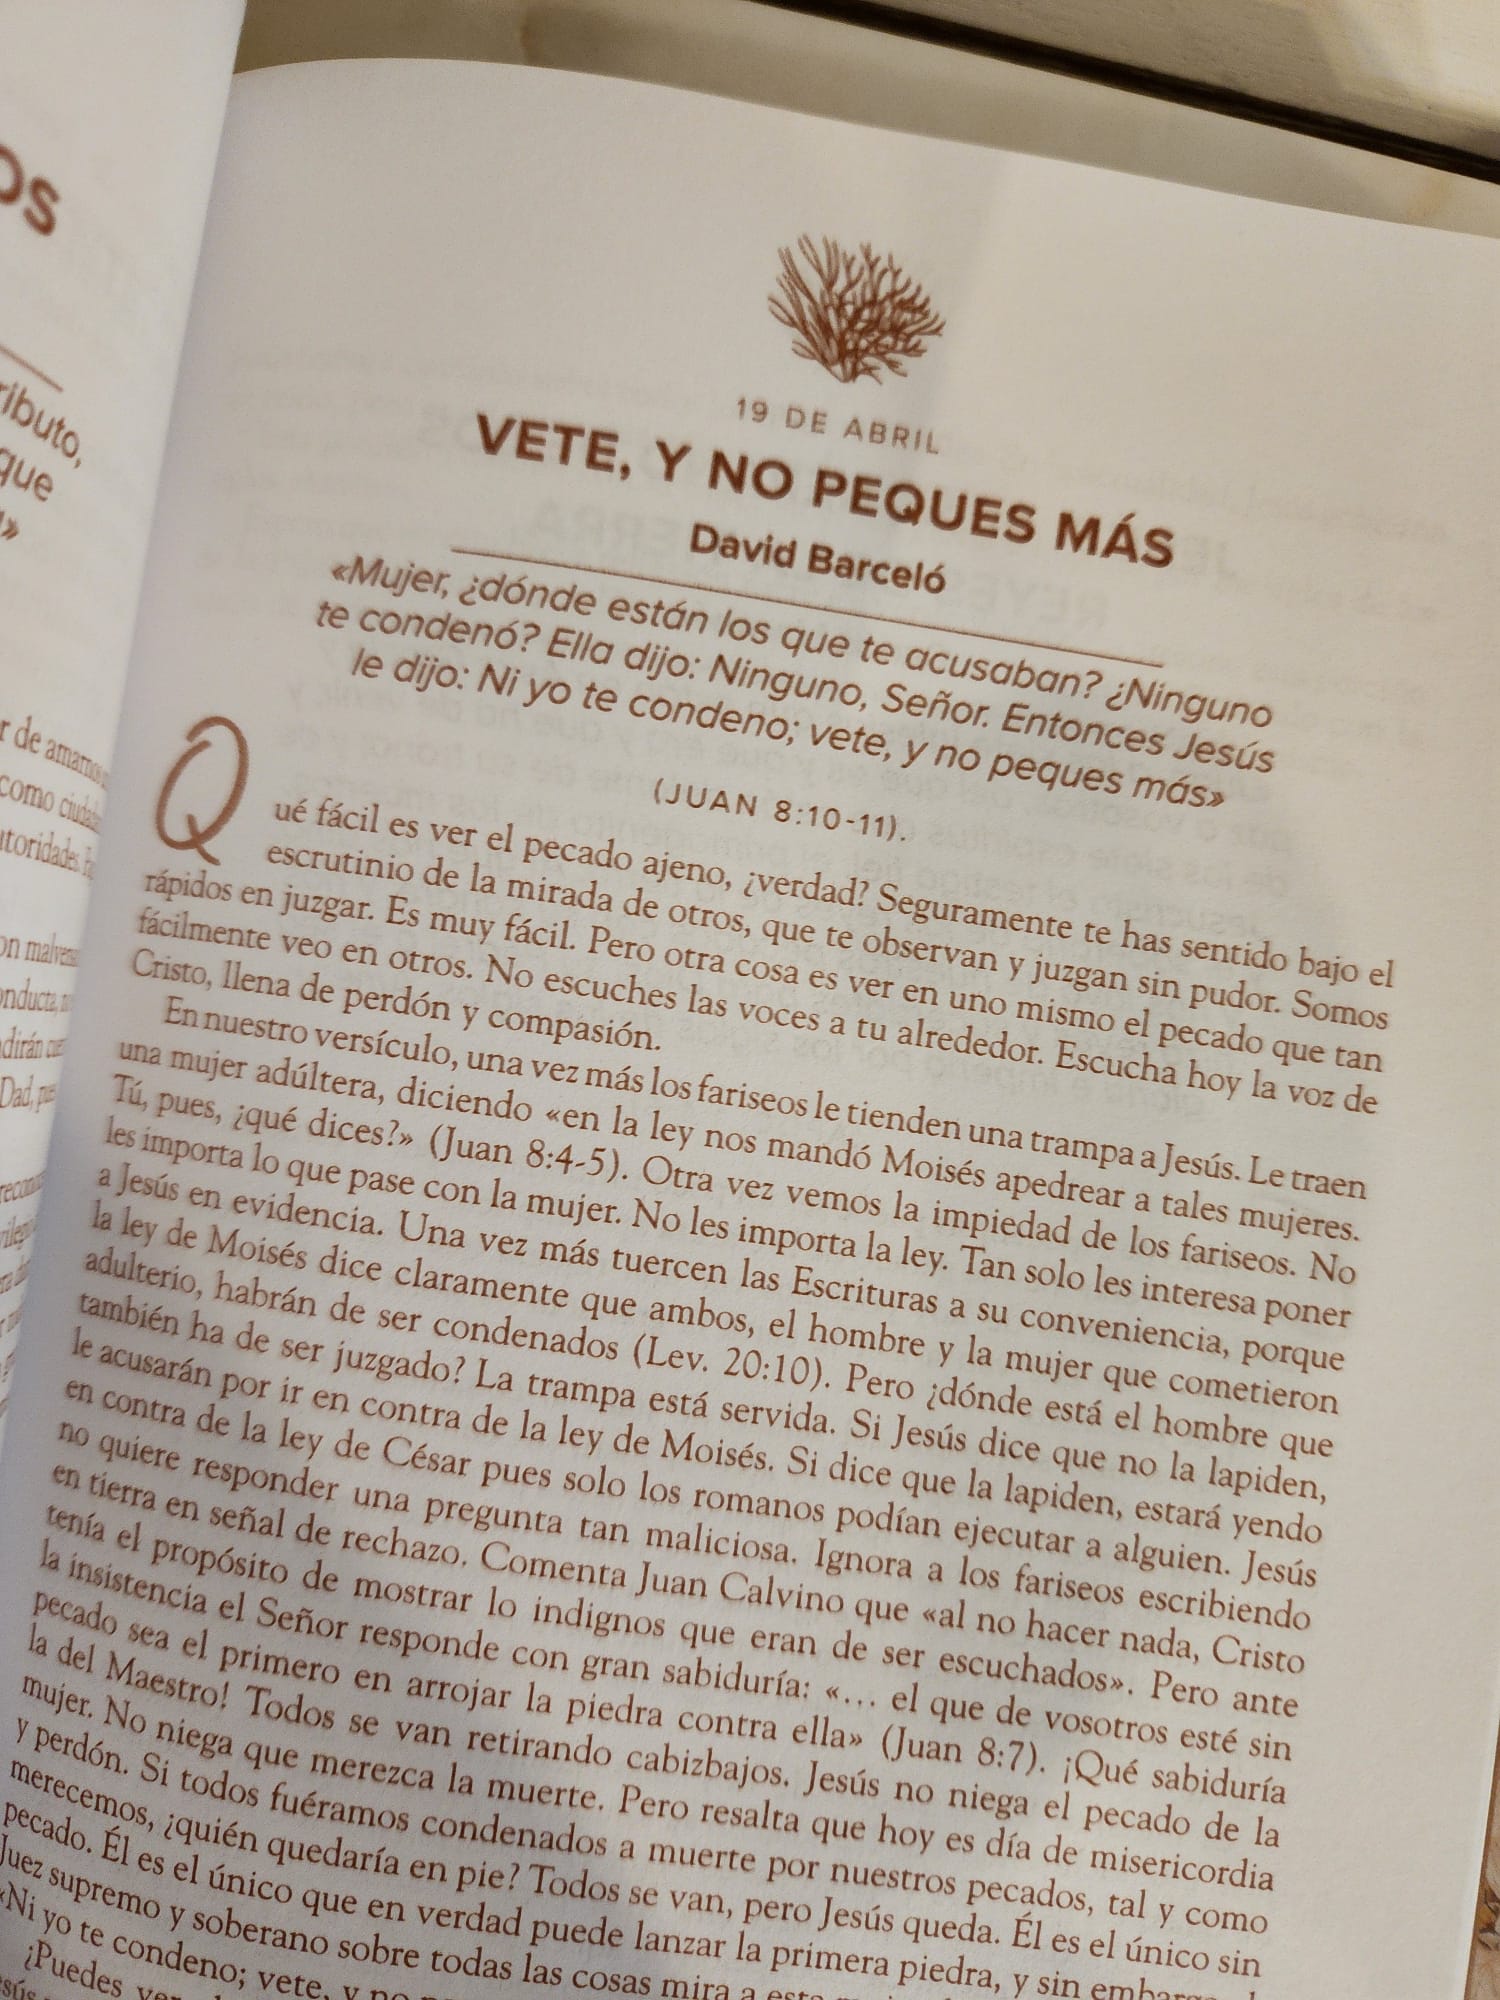 OS
ributo,
que
19 DE ABRIL
VETE, Y NO PEQUES MÁS
David Barceló
«Mujer, ¿dónde están los que te acusaban? ¿Ninguno
te condenó? Ella dijo: Ninguno, Señor. Entonces Jesús
le dijo: Ni yo te condeno; vete, y no peques más»
(JUAN 8:10-11).
Qué fácil es ver el pecado ajeno, ¿verdad? Seguramente te has sentido bajo el
escrutinio de la mirada de otros, que te observan y juzgan sin pudor. Somos
rápidos en juzgar. Es muy fácil. Pero otra cosa es ver en uno mismo el pecado que tan
fácilmente veo en otros. No escuches las voces a tu alrededor. Escucha hoy la voz de
Cristo, llena de perdón y compasión.
En nuestro versículo, una vez más los fariseos le tienden una trampa a Jesús. Le traen
una mujer adúltera, diciendo «en la ley nos mandó Moisés apedrear a tales mujeres.
Tú, pues, ¿qué dices?» (Juan 8:4-5). Otra vez vemos la impiedad de los fariseos. No
les importa lo que pase con la mujer. No les importa la ley. Tan solo les interesa poner
a Jesús en evidencia. Una vez más tuercen las Escrituras a su conveniencia, porque
la ley de Moisés dice claramente que ambos, el hombre y la mujer que cometieron
adulterio, habrán de ser condenados (Lev. 20:10). Pero ¿dónde está el hombre que
también ha de ser juzgado? La trampa está servida. Si Jesús dice que no la lapiden,
le acusarán por ir en contra de la ley de Moisés. Si dice que la lapiden, estará yendo
en contra de la ley de César pues solo los romanos podían ejecutar a alguien. Jesús
no quiere responder una pregunta tan maliciosa. Ignora a los fariseos escribiendo
en tierra en señal de rechazo. Comenta Juan Calvino que «al no hacer nada, Cristo
tenía el propósito de mostrar lo indignos que eran de ser escuchados». Pero ante
la insistencia el Señor responde con gran sabiduría: «… el que de vosotros esté sin
pecado sea el primero en arrojar la piedra contra ella» (Juan 8:7). ¡Qué sabiduría
la del Maestro! Todos se van retirando cabizbajos. Jesús no niega el pecado de la
mujer. No niega que merezca la muerte. Pero resalta que hoy es día de misericordia
y perdón. Si todos fuéramos condenados a muerte por nuestros pecados, tal y como
merecemos, ¿quién quedaría en pie? Todos se van, pero Jesús queda. Él es el único sin
pecado. Él es el único que en verdad puede lanzar la primera piedra, y sin embargo
Juez supremo y soberano sobre todas las cosas mira a esta
«Ni yo te condeno; vete, y no
¿Puedes ver